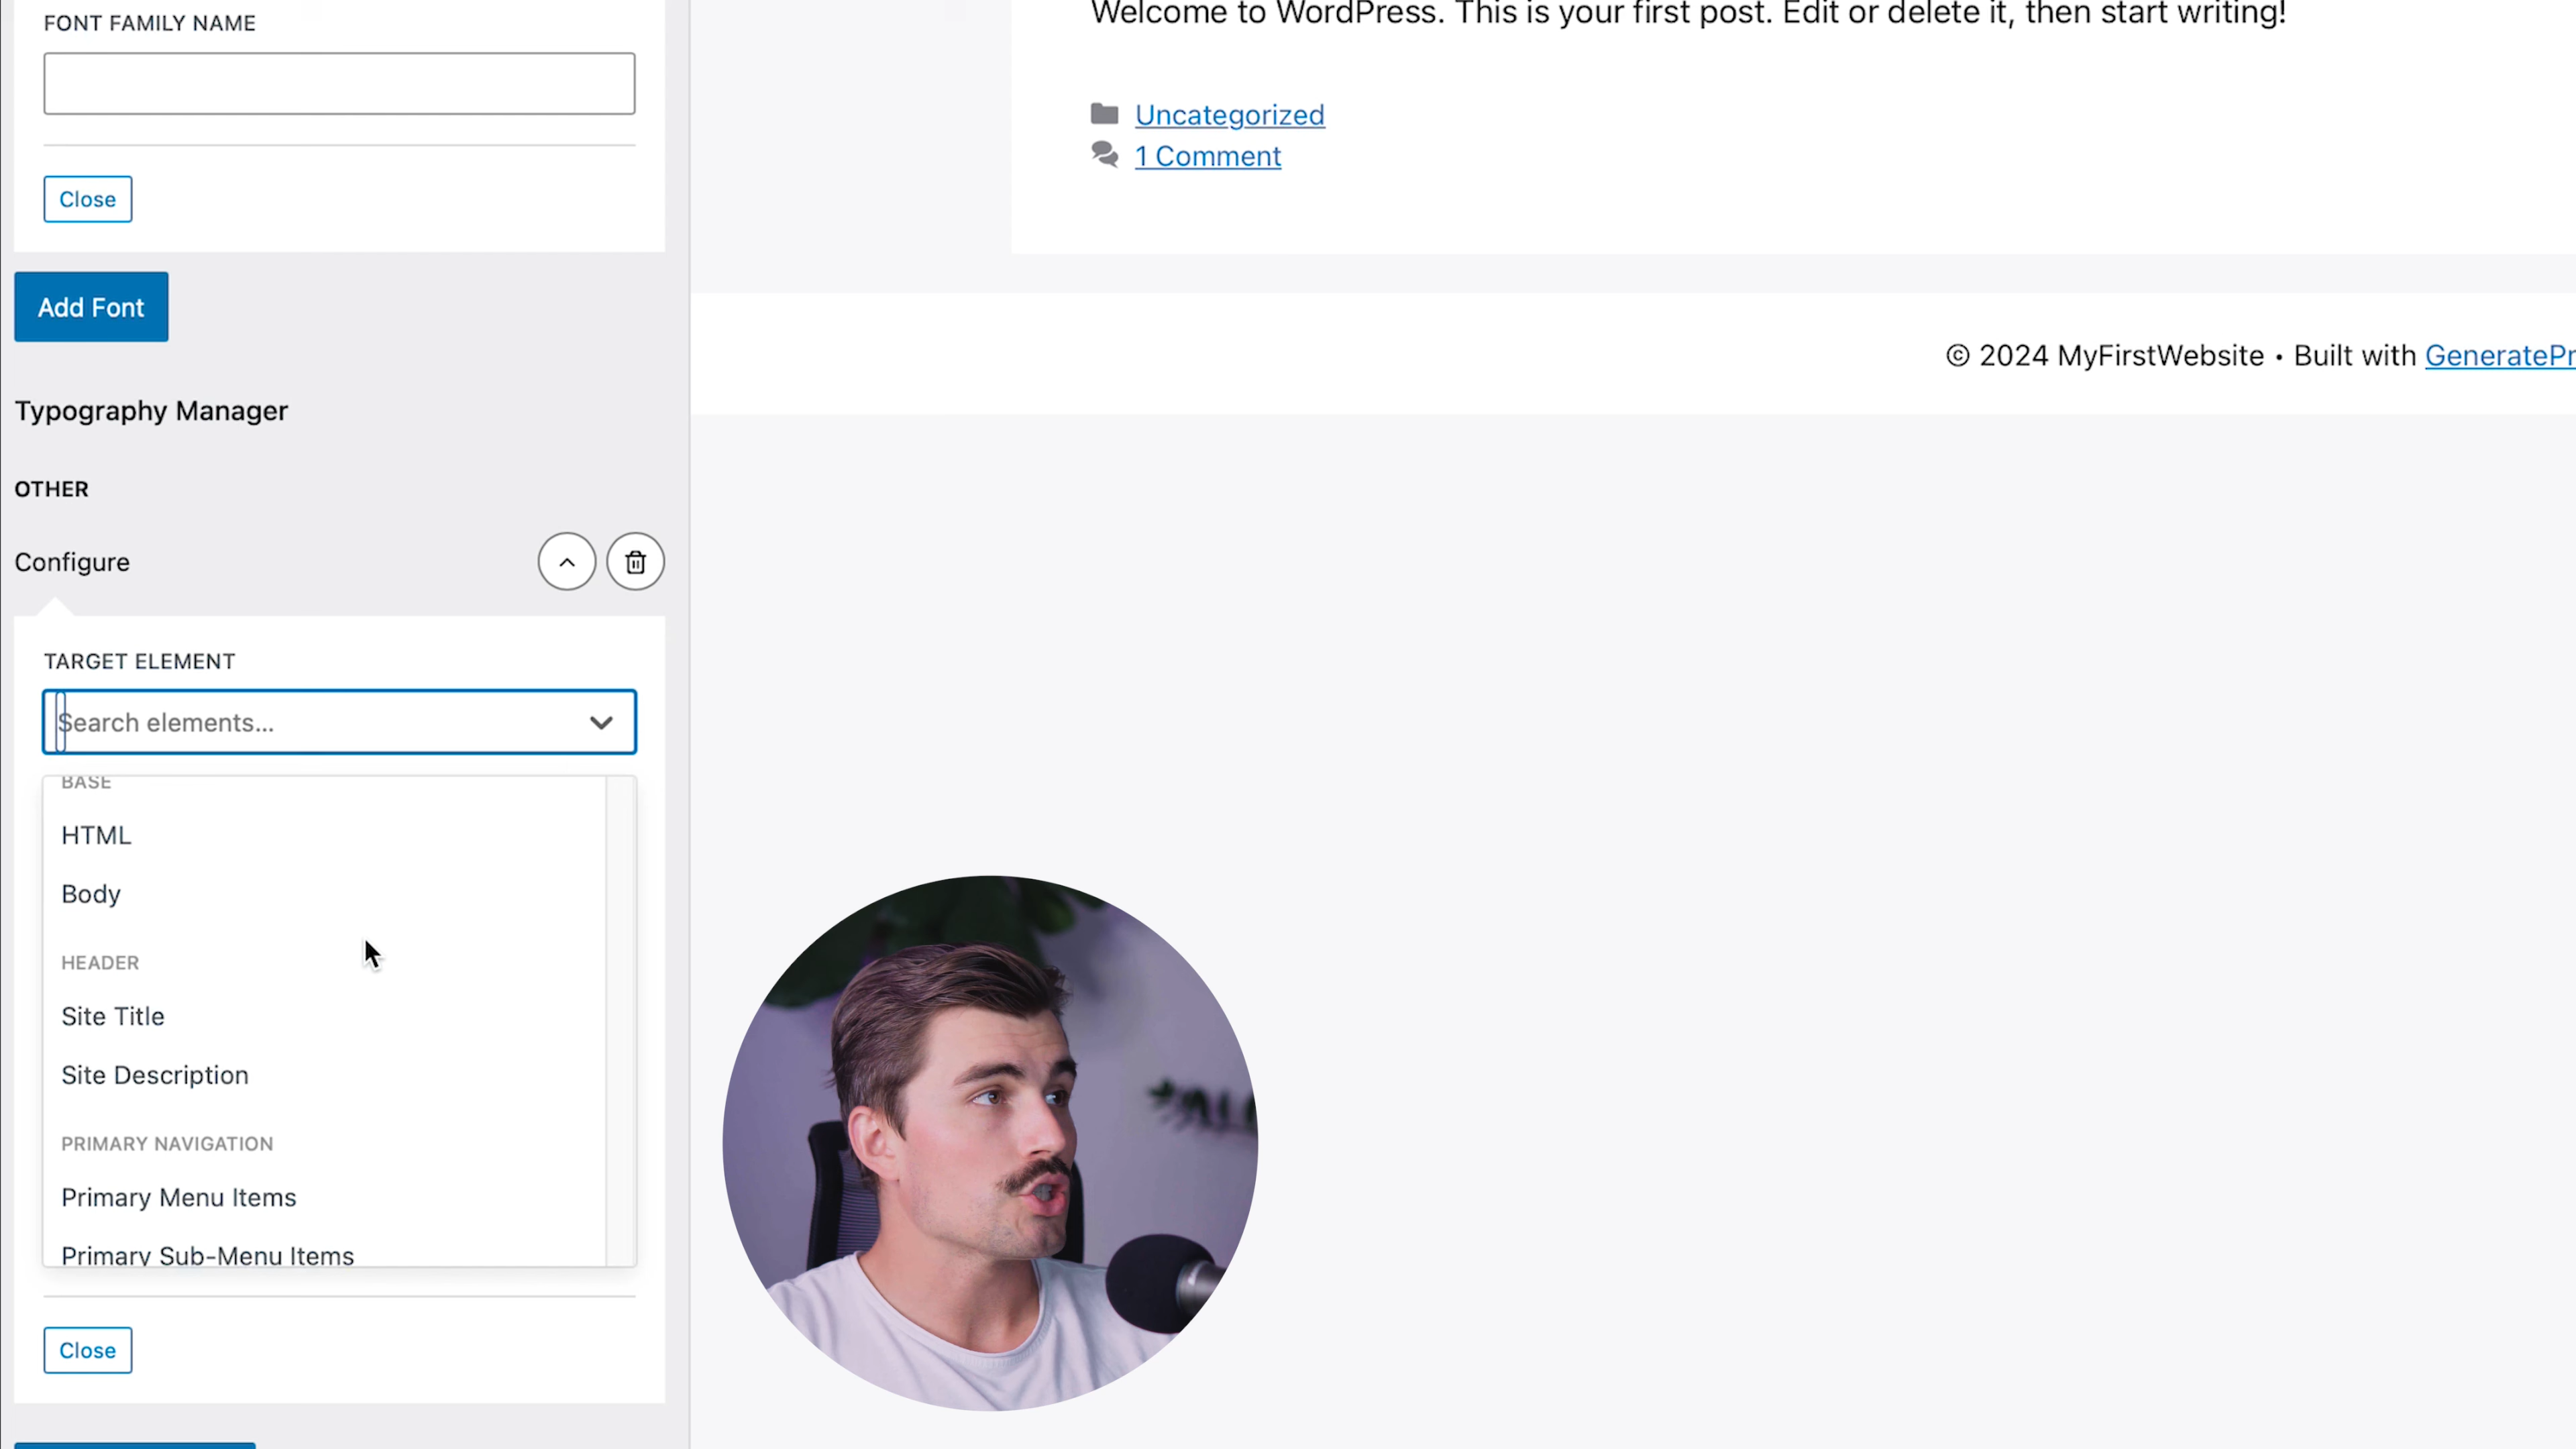 FONT FAMILY NAME
Close
Add Font
Typography Manager
OTHER
Configure
TARGET ELEMENT
Search elements...
BASE
HTML
Body
HEADER
Site Title
Site Description
PRIMARY NAVIGATION
Primary Menu Items
Primary Sub-Menu Items
Close
Welcome to WordPress. This is your first post. Edit or delete it, then start writing!
Uncategorized
1 Comment
© 2024 MyFirstWebsite • Built with GeneratePr